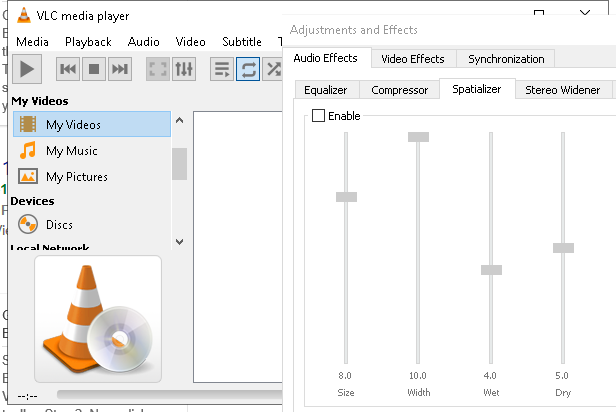 VLC media player
Media Playback Audio Video Subtitle T
My Videos
My Videos
My Music
My Pictures
Devices
Discs
Local Network
--:--
Adjustments and Effects
Audio Effects Video Effects Synchronization
Equalizer Compressor Spatializer Stereo Widener
Enable
8.0 10.0 4.0 5.0
Size Width Wet Dry